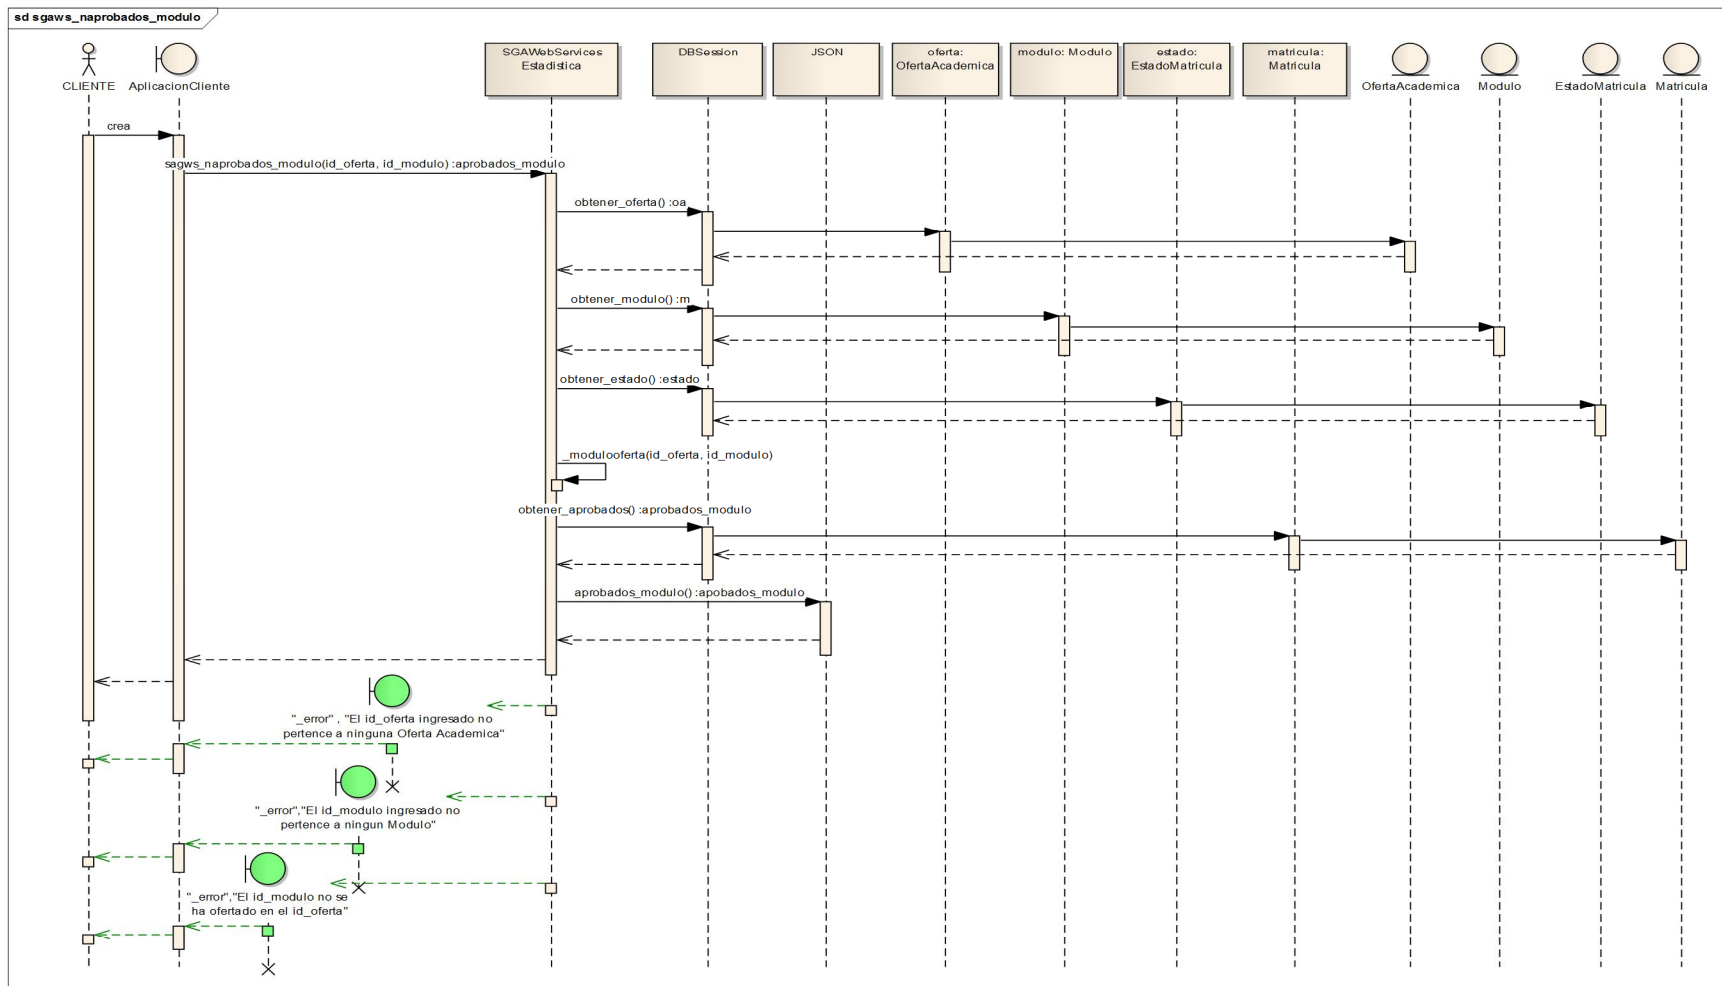 sd sgaws_naprobados_modulo
CLIENTE
AplicacionCliente
SGAWebServices
Estadistica
DBSession
JSON
oferta:
OfertaAcademica
modulo: Modulo
estado:
EstadoMatricula
matricula:
Matricula
OfertaAcademica
Modulo
EstadoMatricula
Matricula
crea
sagws_naprobados_modulo(id_oferta, id_modulo) :aprobados_modulo
obtener_oferta() :oa
obtener_modulo() :m
obtener_estado() :estado
_modulooferta(id_oferta, id_modulo)
obtener_aprobados() :aprobados_modulo
aprobados_modulo() :apobados_modulo
"_error" , "El id_oferta ingresado no
pertence a ninguna Oferta Academica"
"_error","El id_modulo ingresado no
pertence a ningun Modulo"
"_error","El id_modulo no se
ha ofertado en el id_oferta"